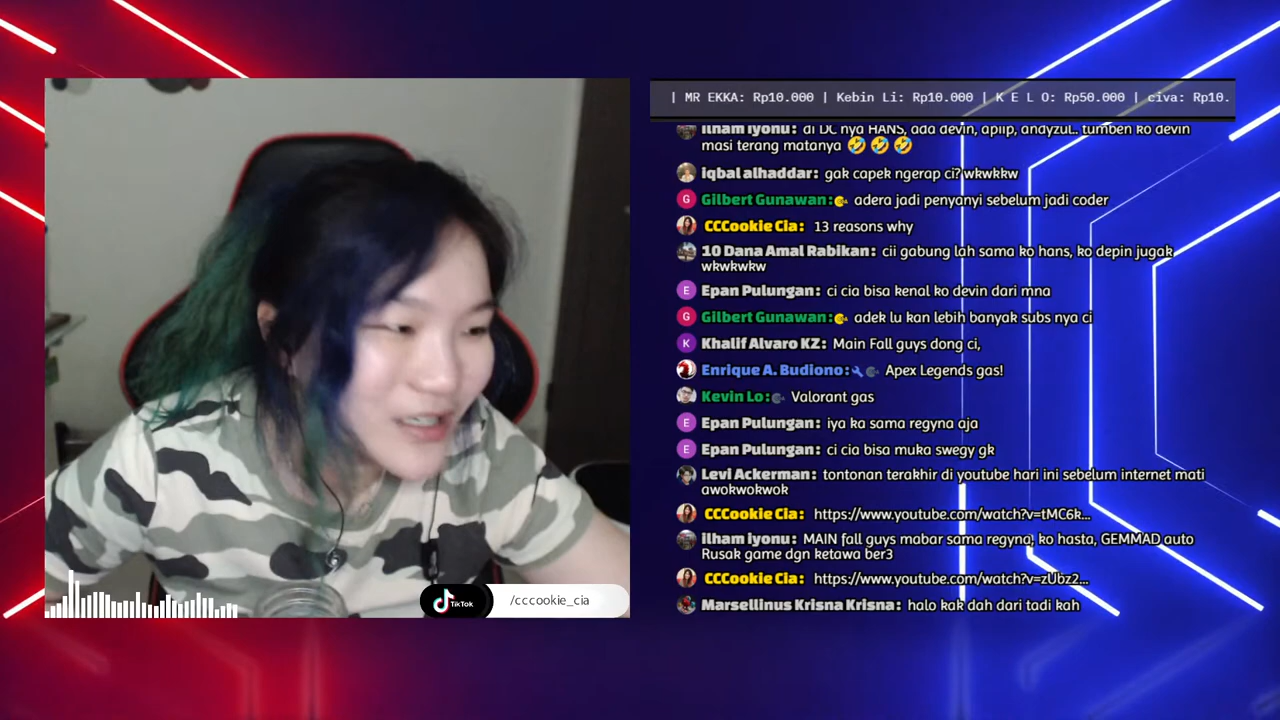 | MR EKKA: Rp10.000 | Kebin Li: Rp10.000 | K E L O: Rp50.000 | civa: Rp10.
ilham iyonu: di DC nya HANS, ada devin, apiip, andyzul.. tumben ko devin
masi terang matanya 🤣 🤣 🤣
iqbal alhaddar: gak capek ngerap ci? wkwkkw
G Gilbert Gunawan: adera jadi penyanyi sebelum jadi coder
CCCookie Cia: 13 reasons why
10 Dana Amal Rabikan: cii gabung lah sama ko hans, ko depin jugak
wkwkwkw
E Epan Pulungan: ci cia bisa kenal ko devin dari mna
G Gilbert Gunawan: adek lu kan lebih banyak subs nya ci
K Khalif Alvaro KZ: Main Fall guys dong ci,
Enrique A. Budiono: Apex Legends gas!
Kevin Lo: Valorant gas
E Epan Pulungan: iya ka sama regyna aja
E Epan Pulungan: ci cia bisa muka swegy gk
Levi Ackerman: tontonan terakhir di youtube hari ini sebelum internet mati
awokwokwok
CCCookie Cia: https://www.youtube.com/watch?v=tMC6k...
ilham iyonu: MAIN fall guys mabar sama regyna, ko hasta, GEMMAD auto
Rusak game dgn ketawa ber3
CCCookie Cia: https://www.youtube.com/watch?v=zUbz2...
Marsellinus Krisna Krisna: halo kak dah dari tadi kah
TikTok /cccookie_cia